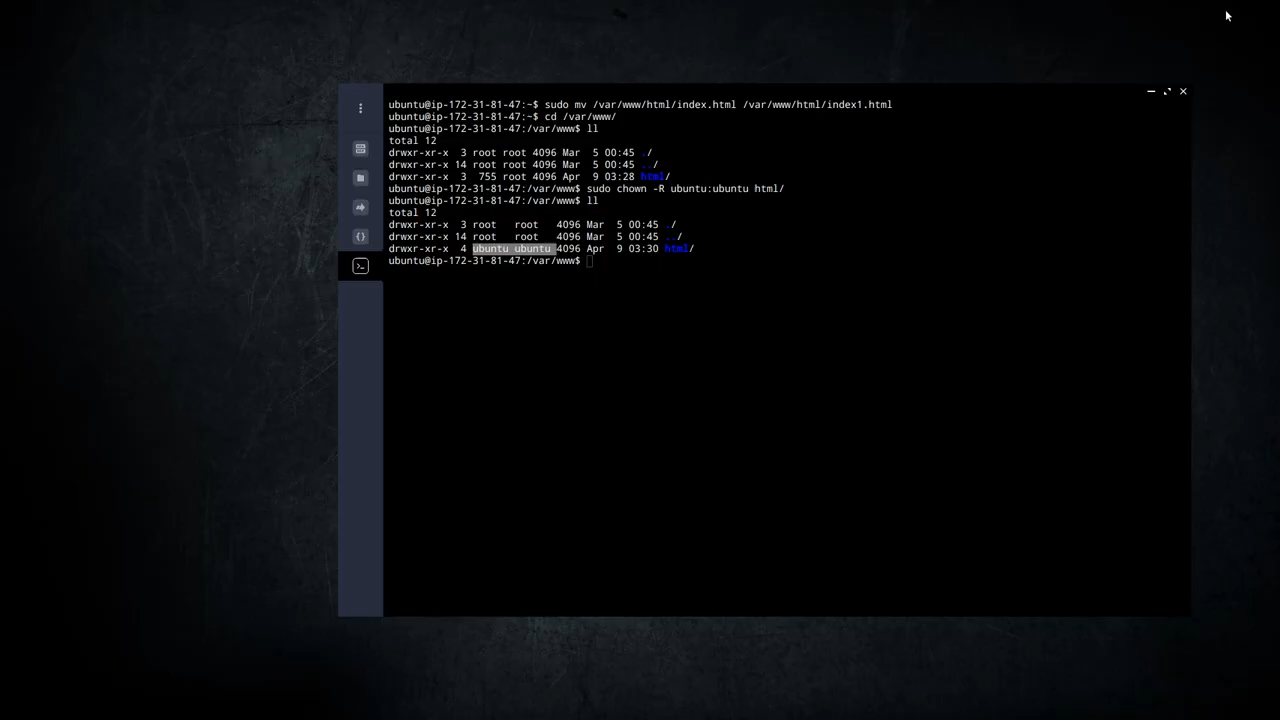 ubuntu@ip-172-31-81-47:~$ sudo mv /var/www/html/index.html /var/www/html/index1.html
ubuntu@ip-172-31-81-47:~$ cd /var/www/
ubuntu@ip-172-31-81-47:/var/www$ ll
total 12
drwxr-xr-x  3 root root 4096 Mar  5 00:45 ./
drwxr-xr-x 14 root root 4096 Mar  5 00:45 ../
drwxr-xr-x  3  755 root 4096 Apr  9 03:28 html/
ubuntu@ip-172-31-81-47:/var/www$ sudo chown -R ubuntu:ubuntu html/
ubuntu@ip-172-31-81-47:/var/www$ ll
total 12
drwxr-xr-x  3 root   root   4096 Mar  5 00:45 ./
drwxr-xr-x 14 root   root   4096 Mar  5 00:45 ../
drwxr-xr-x  4 ubuntu ubuntu 4096 Apr  9 03:30 html/
ubuntu@ip-172-31-81-47:/var/www$